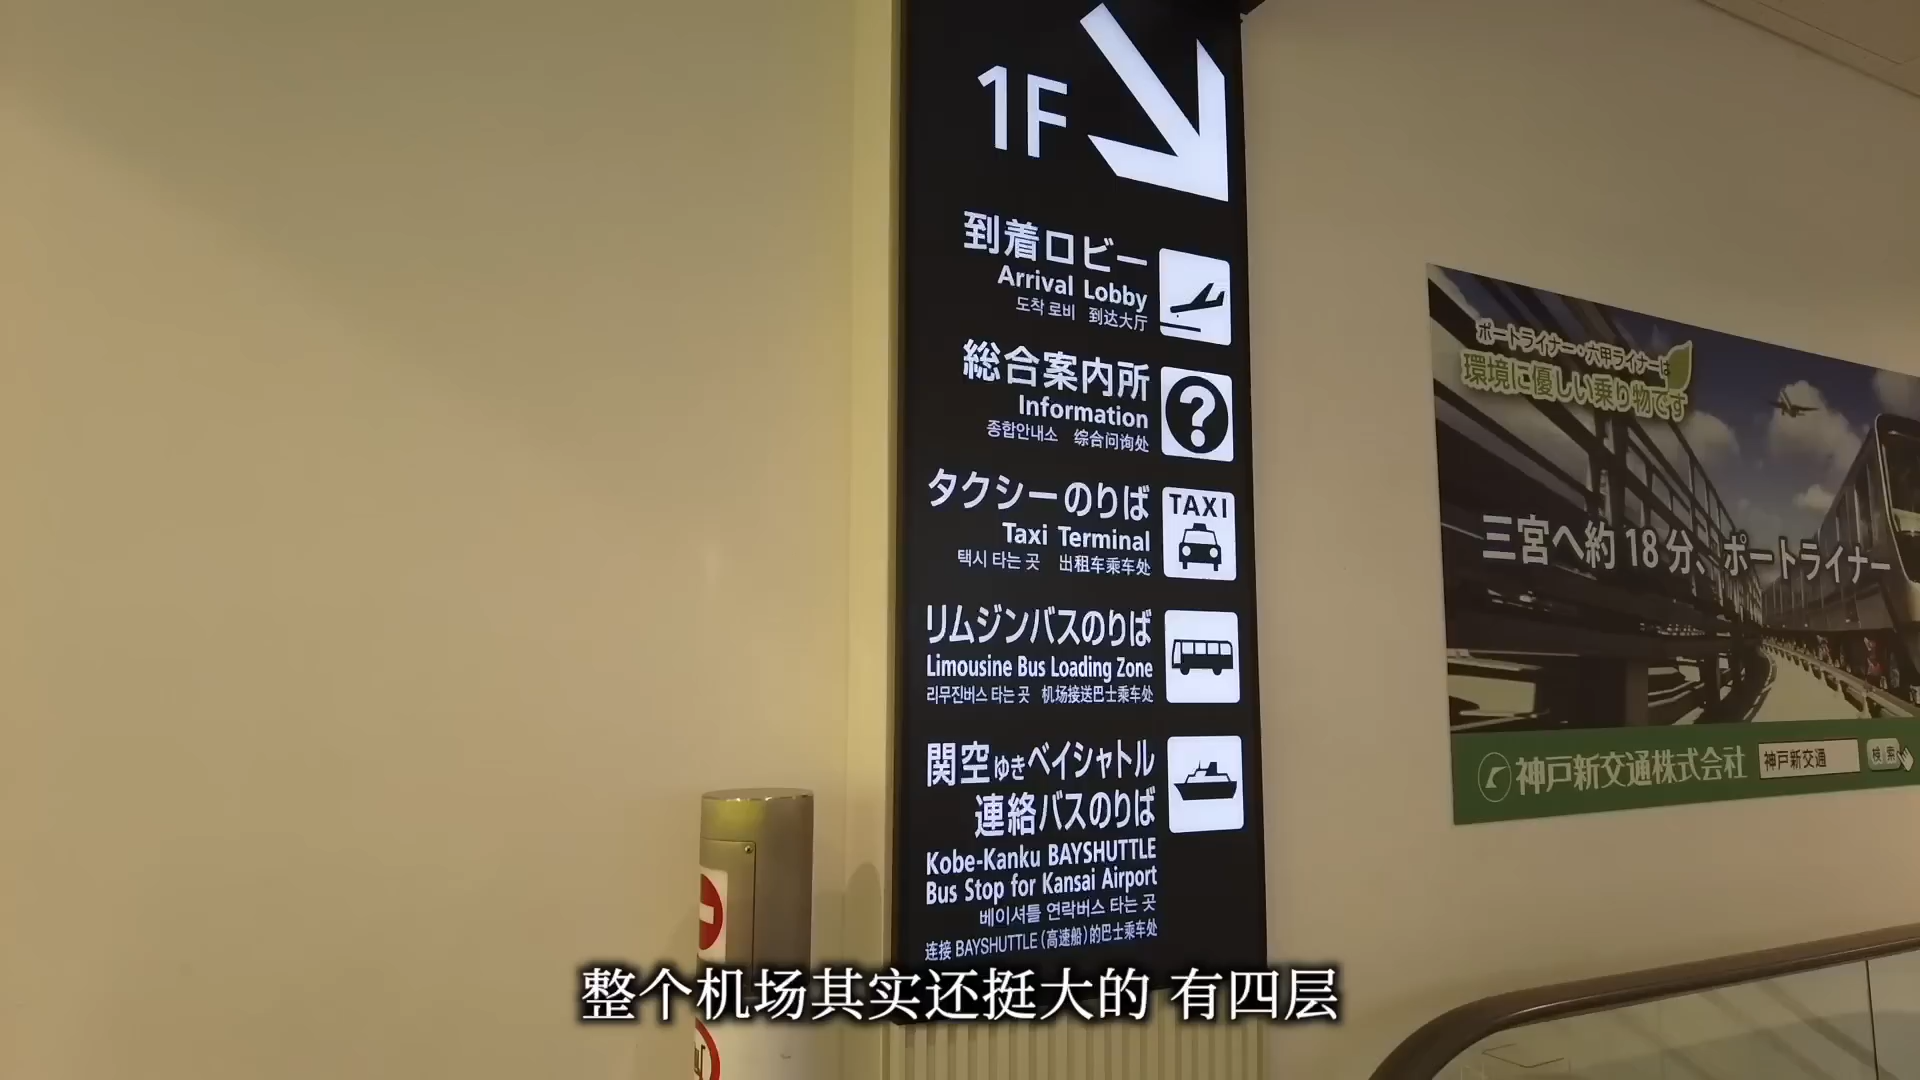 1F
到着ロビー
Arrival Lobby
도착 로비 到达大厅
総合案内所
Information
종합안내소 综合问询处
タクシーのりば
TAXI
Taxi Terminal
택시 타는 곳 出租车乘车处
リムジンバスのりば
Limousine Bus Loading Zone
리무진버스 타는 곳 机场接送巴士乘车处
関空ゆきベイシャトル
連絡バスのりば
Kobe-Kanku BAYSHUTTLE
Bus Stop for Kansai Airport
베이셔틀 연락버스 타는 곳
连接 BAYSHUTTLE（高速船）的巴士乘车处
ポートライナー・六甲ライナーは
環境に優しい乗り物です
三宮へ約18分、ポートライナー
神戸新交通株式会社 神戸新交通 検索
整个机场其实还挺大的 有四层